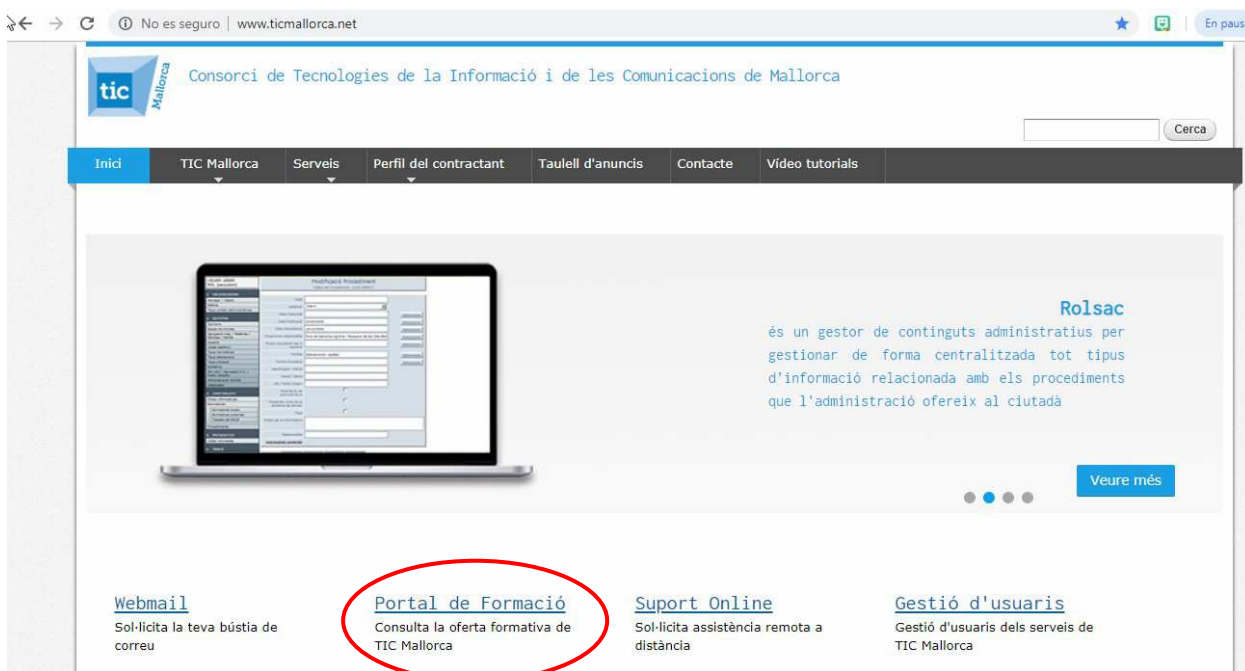 No es seguro | www.ticmallorca.net
En paus
tic
Mallorca
Consorci de Tecnologies de la Informació i de les Comunicacions de Mallorca
Cerca
Inici TIC Mallorca Serveis Perfil del contractant Taulell d'anuncis Contacte Vídeo tutorials
Modificació Procediment
Rolsac
és un gestor de continguts administratius per
gestionar de forma centralitzada tot tipus
d'informació relacionada amb els procediments
que l'administració ofereix al ciutadà
Veure més
Webmail
Sol·licita la teva bústia de
correu
Portal de Formació
Consulta la oferta formativa de
TIC Mallorca
Suport Online
Sol·licita assistència remota a
distància
Gestió d'usuaris
Gestió d'usuaris dels serveis de
TIC Mallorca